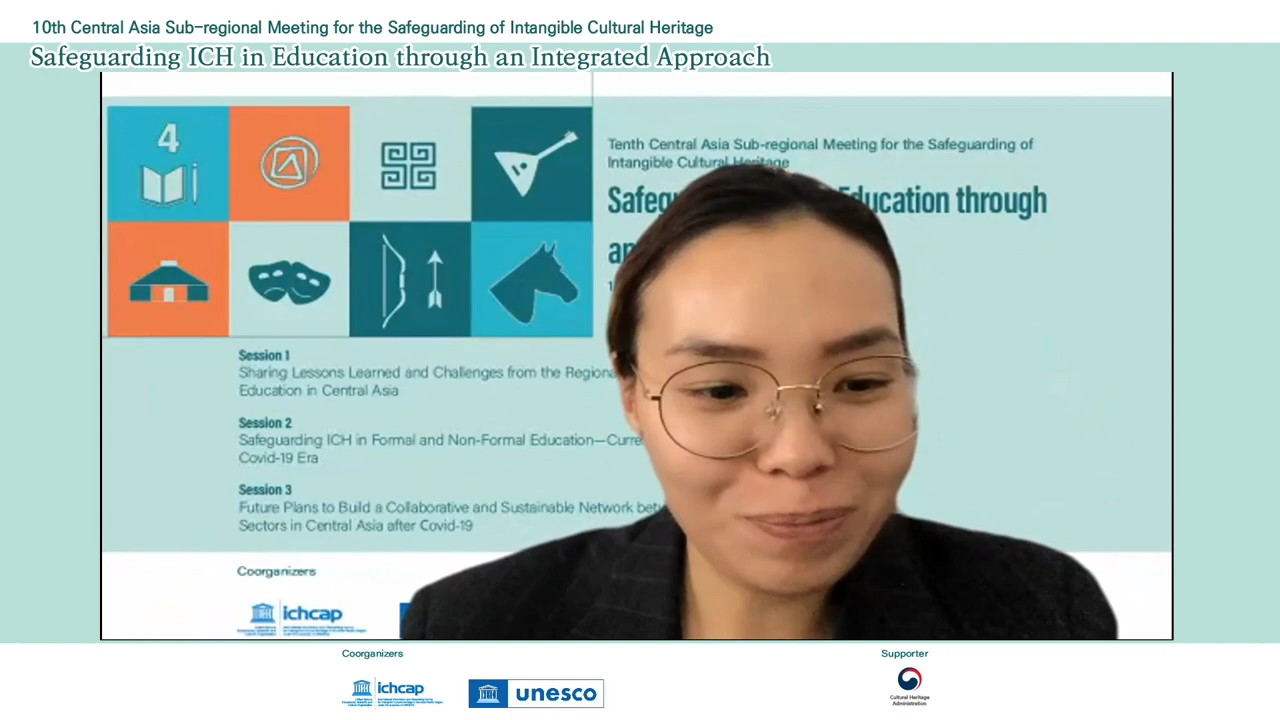 10th Central Asia Sub-regional Meeting for the Safeguarding of Intangible Cultural Heritage
Safeguarding ICH in Education through an Integrated Approach
4
Tenth Central Asia Sub-regional Meeting for the Safeguarding of
Intangible Cultural Heritage
Safeg Education through
an
Session 1
Sharing Lessons Learned and Challenges from the Regiona
Education in Central Asia
Session 2
Safeguarding ICH in Formal and Non-Formal Education—Curre
Covid-19 Era
Session 3
Future Plans to Build a Collaborative and Sustainable Network betw
Sectors in Central Asia after Covid-19
Coorganizers
ichcap
Coorganizers
ichcap
unesco
Supporter
Cultural Heritage
Administration